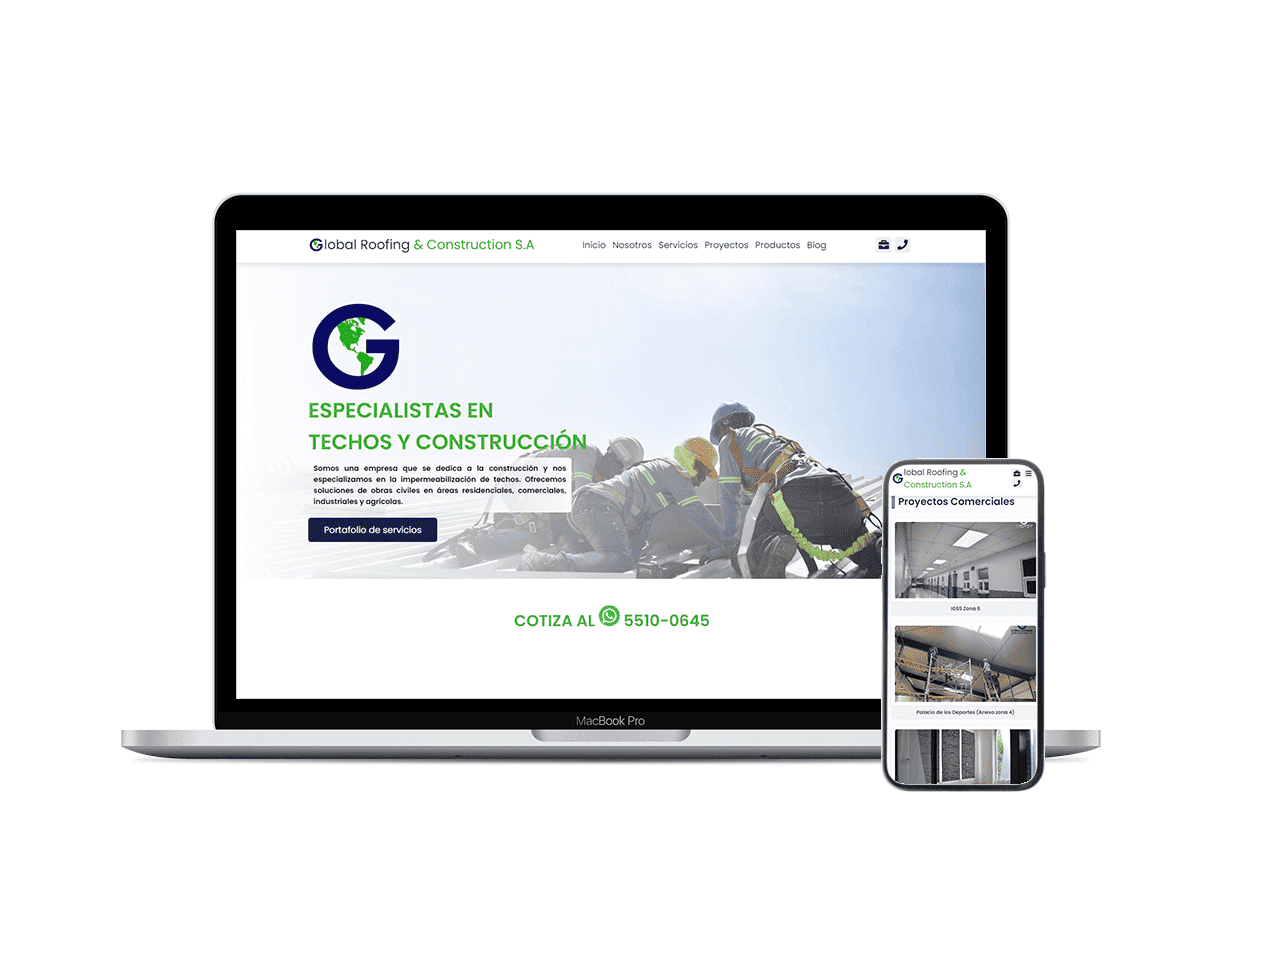 Global Roofing & Construction S.A
Inicio Nosotros Servicios Proyectos Productos Blog
ESPECIALISTAS EN
TECHOS Y CONSTRUCCIÓN
Somos una empresa que se dedica a la construcción y nos
especializamos en la impermeabilización de techos. Ofrecemos
soluciones de obras civiles en áreas residenciales, comerciales,
industriales y agrícolas.
Portafolio de servicios
COTIZA AL 5510-0645
MacBook Pro
Global Roofing &
Construction S.A
Proyectos Comerciales
IGSS Zona 6
Palacio de los Deportes (Anexo zona 4)